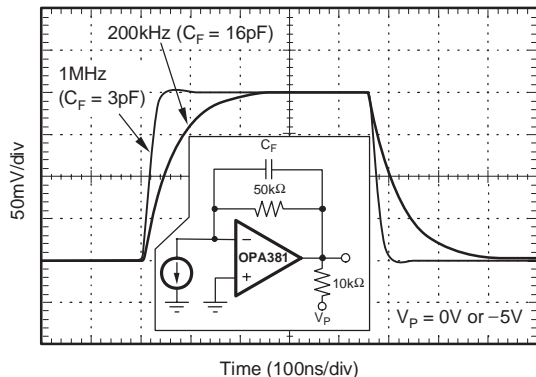 200kHz (C_F = 16pF)
1MHz
(C_F = 3pF)
50mV/div
C_F
50kΩ
OPA381
10kΩ
V_P
V_P = 0V or −5V
Time (100ns/div)